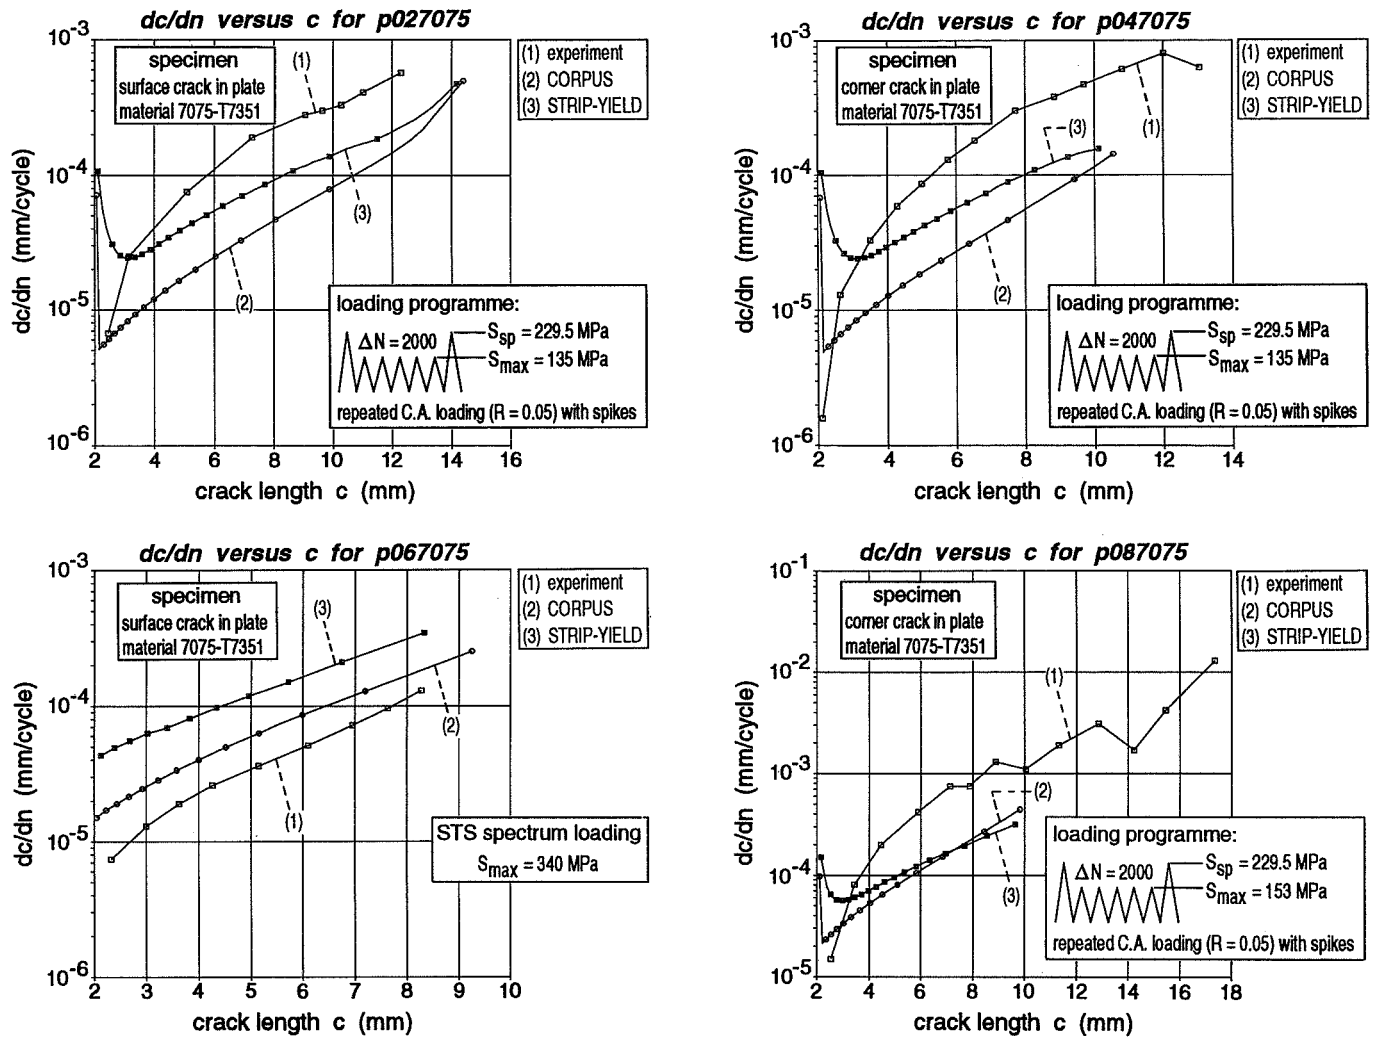 dc/dn versus c for p027075
specimen
surface crack in plate
material 7075-T7351
(1) experiment
(2) CORPUS
(3) STRIP-YIELD
(1)
(3)
(2)
loading programme:
ΔN = 2000
Ssp = 229.5 MPa
Smax = 135 MPa
repeated C.A. loading (R = 0.05) with spikes
10-3
10-4
10-5
10-6
dc/dn (mm/cycle)
2 4 6 8 10 12 14 16
crack length c (mm)
dc/dn versus c for p047075
specimen
corner crack in plate
material 7075-T7351
(1) experiment
(2) CORPUS
(3) STRIP-YIELD
(3)
(1)
(2)
loading programme:
ΔN = 2000
Ssp = 229.5 MPa
Smax = 135 MPa
repeated C.A. loading (R = 0.05) with spikes
10-3
10-4
10-5
10-6
dc/dn (mm/cycle)
2 4 6 8 10 12 14
crack length c (mm)
dc/dn versus c for p067075
specimen
surface crack in plate
material 7075-T7351
(1) experiment
(2) CORPUS
(3) STRIP-YIELD
(3)
(2)
(1)
STS spectrum loading
Smax = 340 MPa
10-3
10-4
10-5
10-6
dc/dn (mm/cycle)
2 3 4 5 6 7 8 9 10
crack length c (mm)
dc/dn versus c for p087075
specimen
corner crack in plate
material 7075-T7351
(1) experiment
(2) CORPUS
(3) STRIP-YIELD
(1)
(2)
(3)
loading programme:
ΔN = 2000
Ssp = 229.5 MPa
Smax = 153 MPa
repeated C.A. loading (R = 0.05) with spikes
10-1
10-2
10-3
10-4
10-5
dc/dn (mm/cycle)
2 4 6 8 10 12 14 16 18
crack length c (mm)